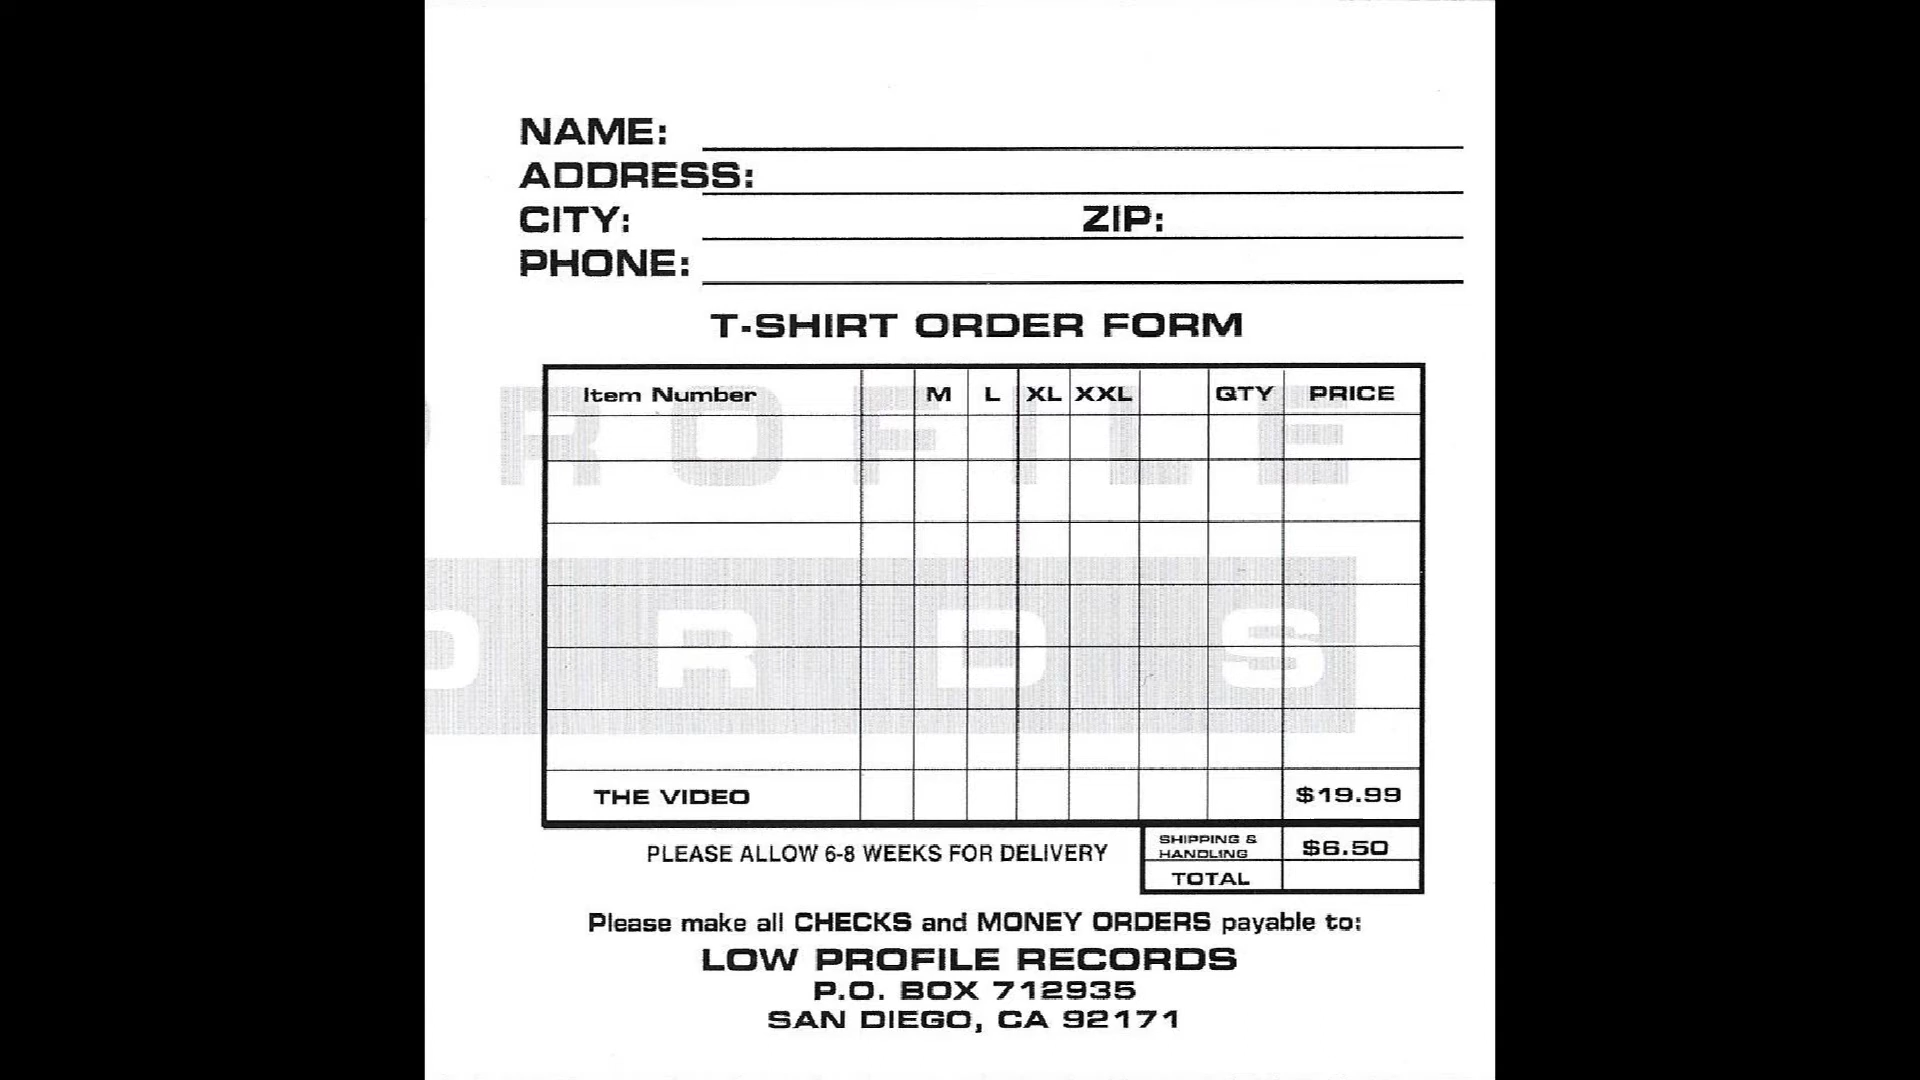 NAME:
ADDRESS:
CITY: ZIP:
PHONE:
T-SHIRT ORDER FORM
Item Number M L XL XXL QTY PRICE
PROFILE
ORDS
THE VIDEO $19.99
PLEASE ALLOW 6-8 WEEKS FOR DELIVERY
SHIPPING &
HANDLING $6.50
TOTAL
Please make all CHECKS and MONEY ORDERS payable to:
LOW PROFILE RECORDS
P.O. BOX 712935
SAN DIEGO, CA 92171